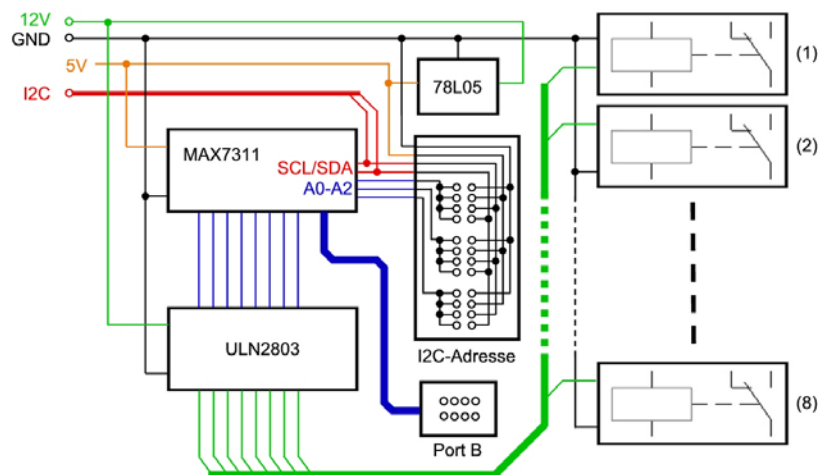 12V
GND
5V
I2C
78L05
(1)
MAX7311
SCL/SDA
A0-A2
(2)
ULN2803
I2C-Adresse
Port B
(8)